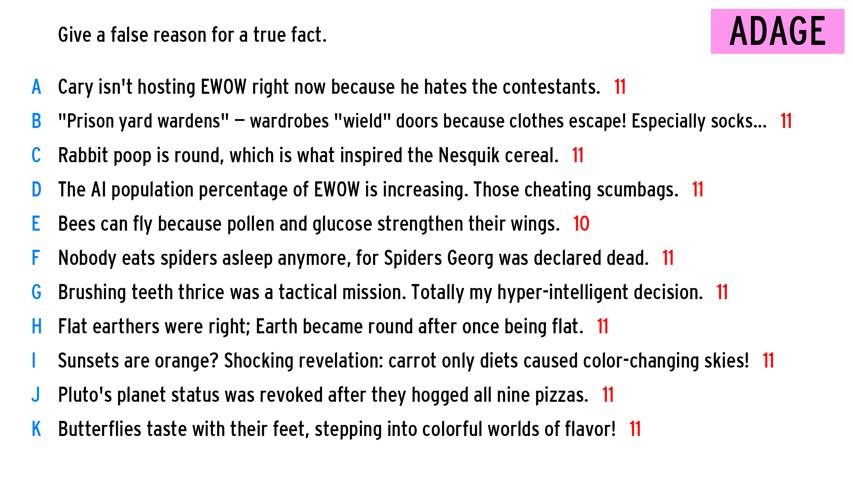 Give a false reason for a true fact.
ADAGE
A Cary isn't hosting EWOW right now because he hates the contestants. 11
B "Prison yard wardens" – wardrobes "wield" doors because clothes escape! Especially socks... 11
C Rabbit poop is round, which is what inspired the Nesquik cereal. 11
D The AI population percentage of EWOW is increasing. Those cheating scumbags. 11
E Bees can fly because pollen and glucose strengthen their wings. 10
F Nobody eats spiders asleep anymore, for Spiders Georg was declared dead. 11
G Brushing teeth thrice was a tactical mission. Totally my hyper-intelligent decision. 11
H Flat earthers were right; Earth became round after once being flat. 11
I Sunsets are orange? Shocking revelation: carrot only diets caused color-changing skies! 11
J Pluto's planet status was revoked after they hogged all nine pizzas. 11
K Butterflies taste with their feet, stepping into colorful worlds of flavor! 11